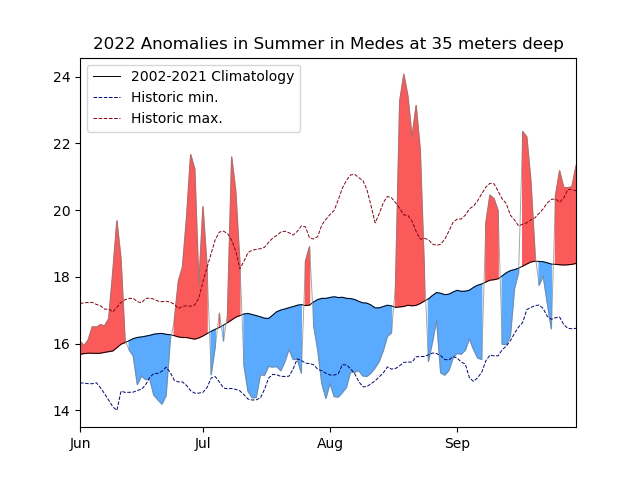 2022 Anomalies in Summer in Medes at 35 meters deep
2002-2021 Climatology
Historic min.
Historic max.
24
22
20
18
16
14
Jun Jul Aug Sep